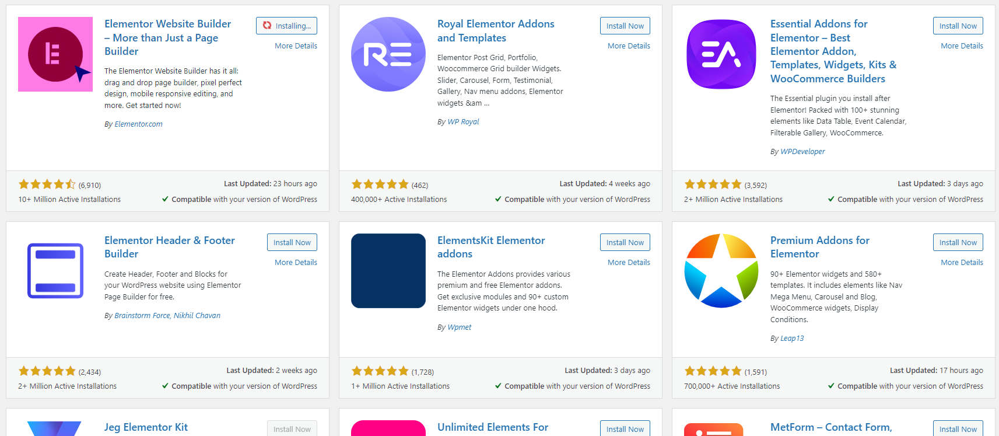 Elementor Website Builder
– More than Just a Page
Builder
Installing...
More Details
The Elementor Website Builder has it all:
drag and drop page builder, pixel perfect
design, mobile responsive editing, and
more. Get started now!
By Elementor.com
(6,910)
Last Updated: 23 hours ago
10+ Million Active Installations
Compatible with your version of WordPress
RE
Royal Elementor Addons
and Templates
Install Now
More Details
Elementor Post Grid, Portfolio,
Woocommerce Grid builder Widgets.
Slider, Carousel, Form, Testimonial,
Gallery, Nav menu addons, Elementor
widgets &am ...
By WP Royal
(462)
Last Updated: 4 weeks ago
400,000+ Active Installations
Compatible with your version of WordPress
EA
Essential Addons for
Elementor – Best
Elementor Addon,
Templates, Widgets, Kits &
WooCommerce Builders
Install Now
More Details
The Essential plugin you install after
Elementor! Packed with 100+ stunning
elements like Data Table, Event Calendar,
Filterable Gallery, WooCommerce.
By WPDeveloper
(3,592)
Last Updated: 3 days ago
2+ Million Active Installations
Compatible with your version of WordPress
Elementor Header & Footer
Builder
Install Now
More Details
Create Header, Footer and Blocks for
your WordPress website using Elementor
Page Builder for free.
By Brainstorm Force, Nikhil Chavan
(2,434)
Last Updated: 2 weeks ago
2+ Million Active Installations
Compatible with your version of WordPress
ElementsKit Elementor
addons
Install Now
More Details
The Elementor Addons provides various
premium and free Elementor addons.
Get exclusive modules and 90+ custom
Elementor widgets under one hood.
By Wpmet
(1,728)
Last Updated: 3 days ago
1+ Million Active Installations
Compatible with your version of WordPress
Premium Addons for
Elementor
Install Now
More Details
90+ Elementor widgets and 580+
templates. It includes elements like Nav
Mega Menu, Carousel and Blog,
WooCommerce widgets, Display
Conditions.
By Leap13
(1,591)
Last Updated: 17 hours ago
700,000+ Active Installations
Compatible with your version of WordPress
Jeg Elementor Kit
Install Now
Unlimited Elements For
Install Now
MetForm – Contact Form,
Install Now